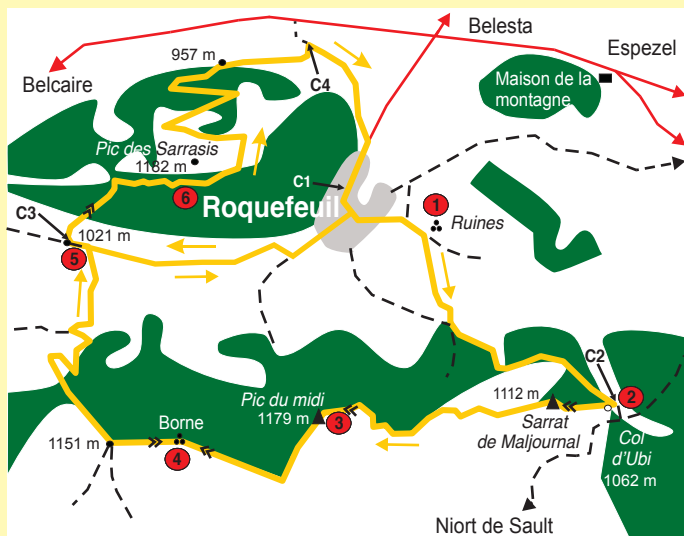 Belesta
Espezel
957 m
Belcaire
C4
Maison de la
montagne
Pic des Sarrasis
1182 m
C1
6
Roquefeuil
1
Ruines
C3
1021 m
5
C2
Pic du midi
1179 m
1112 m
2
3
Sarrat
de Maljournal
Col
d'Ubi
1062 m
Borne
1151 m
4
Niort de Sault